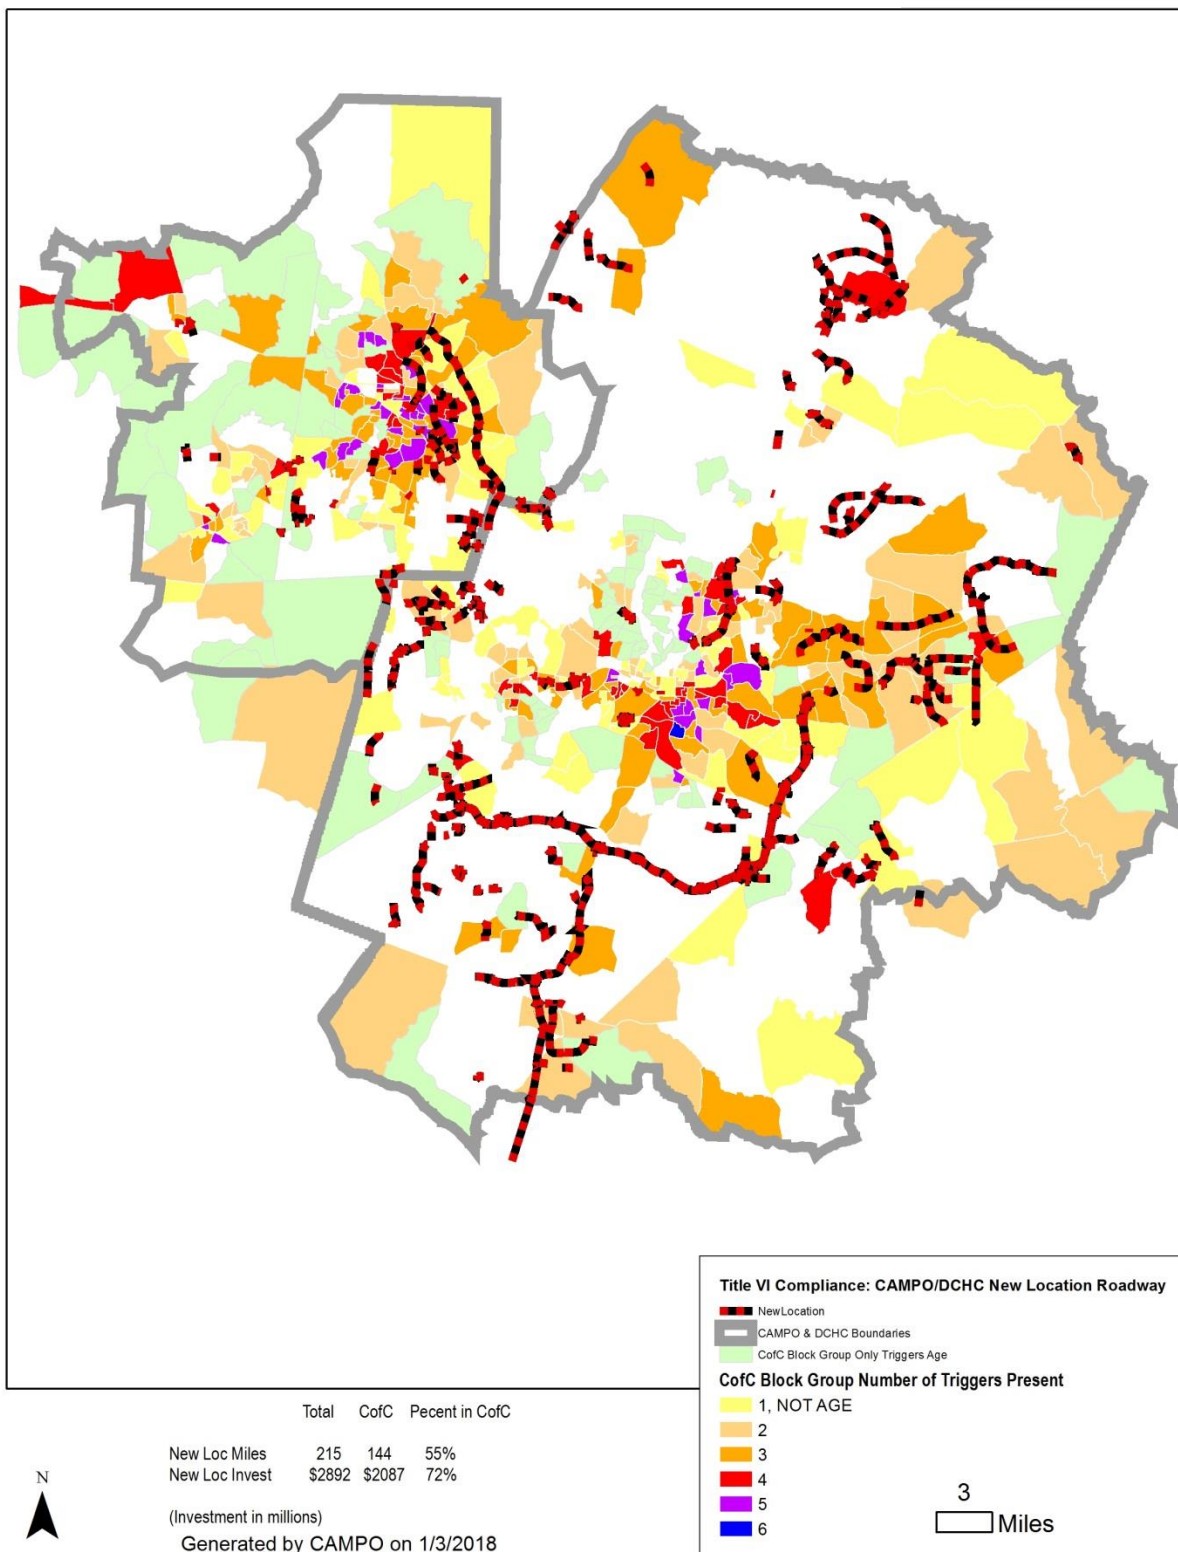 Title VI Compliance: CAMPO/DCHC New Location Roadway
NewLocation
CAMPO & DCHC Boundaries
CofC Block Group Only Triggers Age
CofC Block Group Number of Triggers Present
1, NOT AGE
2
3
4
5
6
3
Miles
Total CofC Pecent in CofC
New Loc Miles 215 144 55%
New Loc Invest $2892 $2087 72%
(Investment in millions)
Generated by CAMPO on 1/3/2018
N